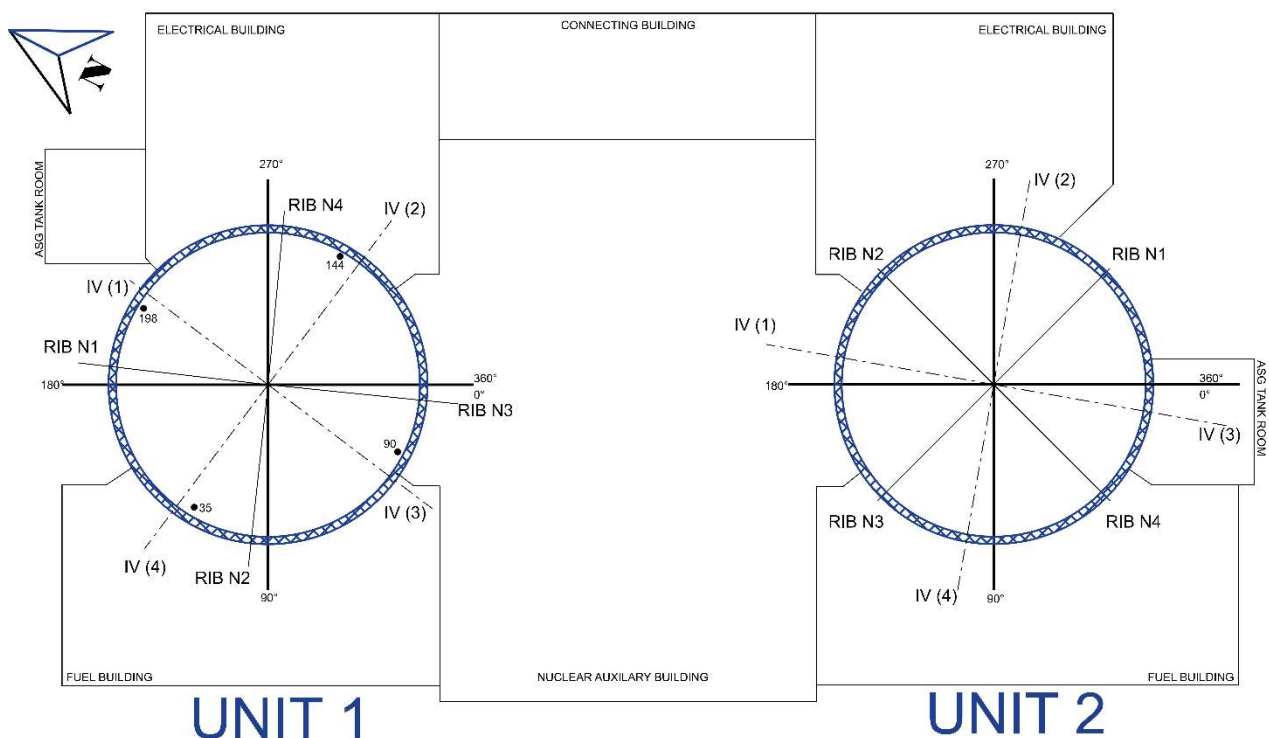 ELECTRICAL BUILDING
CONNECTING BUILDING
ELECTRICAL BUILDING
N
ASG TANK ROOM
270°
RIB N4
IV (2)
144
IV (1)
198
RIB N1
180°
360°
0°
RIB N3
90
35
IV (3)
IV (4)
RIB N2
90°
FUEL BUILDING
UNIT 1
NUCLEAR AUXILARY BUILDING
270°
IV (2)
RIB N2
RIB N1
IV (1)
180°
360°
0°
ASG TANK ROOM
IV (3)
RIB N3
RIB N4
IV (4)
90°
FUEL BUILDING
UNIT 2